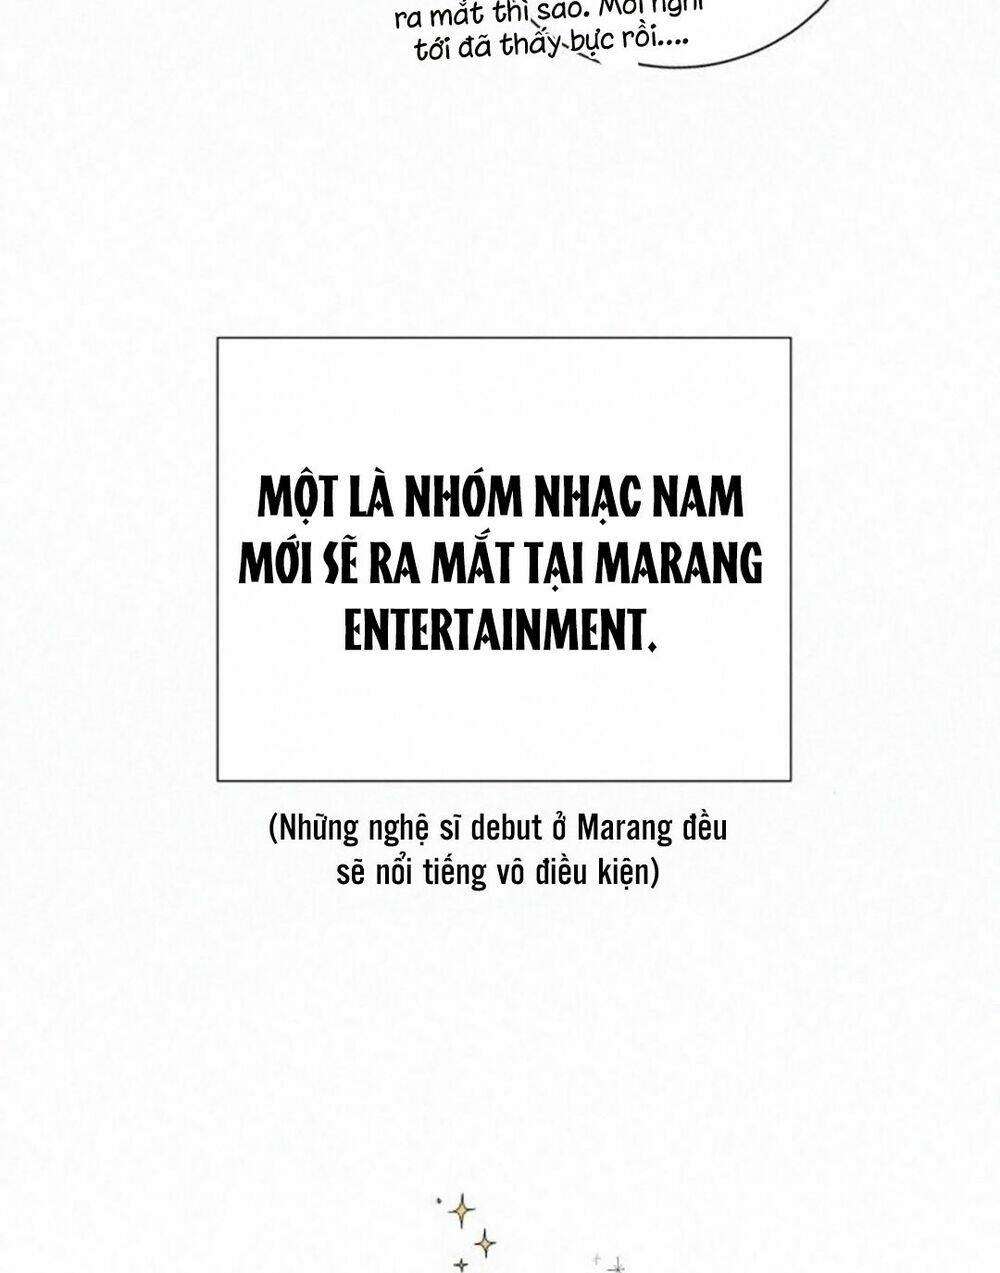 ra mắt thì sao. Mới nghĩ
tới đã thấy bực rồi....
MỘT LÀ NHÓM NHẠC NAM
MỚI SẼ RA MẮT TẠI MARANG
ENTERTAINMENT.
(Những nghệ sĩ debut ở Marang đều
sẽ nổi tiếng vô điều kiện)